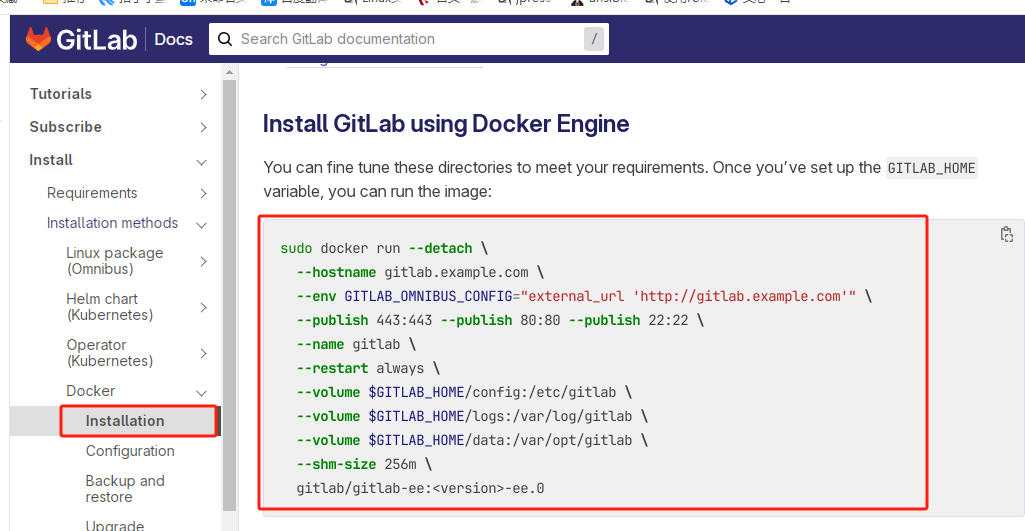 GitLab Docs Search GitLab documentation /
Tutorials
Subscribe
Install
Requirements
Installation methods
Linux package
(Omnibus)
Helm chart
(Kubernetes)
Operator
(Kubernetes)
Docker
Installation
Configuration
Backup and
restore
Upgrade
Install GitLab using Docker Engine
You can fine tune these directories to meet your requirements. Once you’ve set up the GITLAB_HOME
variable, you can run the image:
sudo docker run --detach \
--hostname gitlab.example.com \
--env GITLAB_OMNIBUS_CONFIG="external_url 'http://gitlab.example.com'" \
--publish 443:443 --publish 80:80 --publish 22:22 \
--name gitlab \
--restart always \
--volume $GITLAB_HOME/config:/etc/gitlab \
--volume $GITLAB_HOME/logs:/var/log/gitlab \
--volume $GITLAB_HOME/data:/var/opt/gitlab \
--shm-size 256m \
gitlab/gitlab-ee:<version>-ee.0